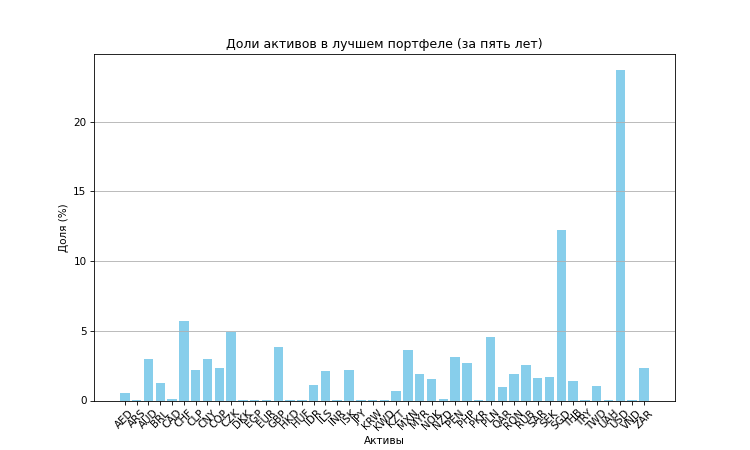 Доли активов в лучшем портфеле (за пять лет)
Доля (%)
20
15
10
5
0
AED
ARS
AUD
BRL
CAD
CHF
CLP
CNY
COP
CZK
DKK
EGP
EUR
GBP
HKD
HUF
IDR
ILS
INR
ISK
JPY
KRW
KWD
KZT
MXN
MYR
NOK
NZD
PEN
PHP
PKR
PLN
QAR
RON
RUB
SAR
SEK
SGD
THB
TRY
TWD
UAH
USD
VND
ZAR
Активы